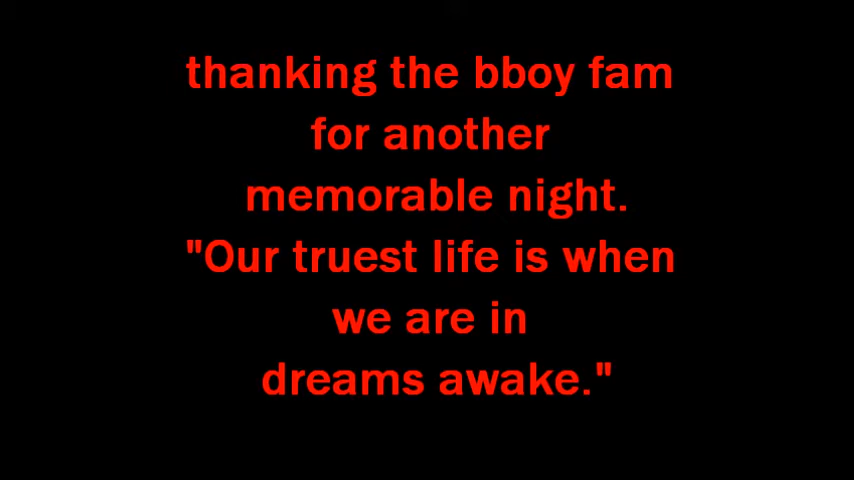 thanking the bboy fam
for another
memorable night.
"Our truest life is when
we are in
dreams awake."